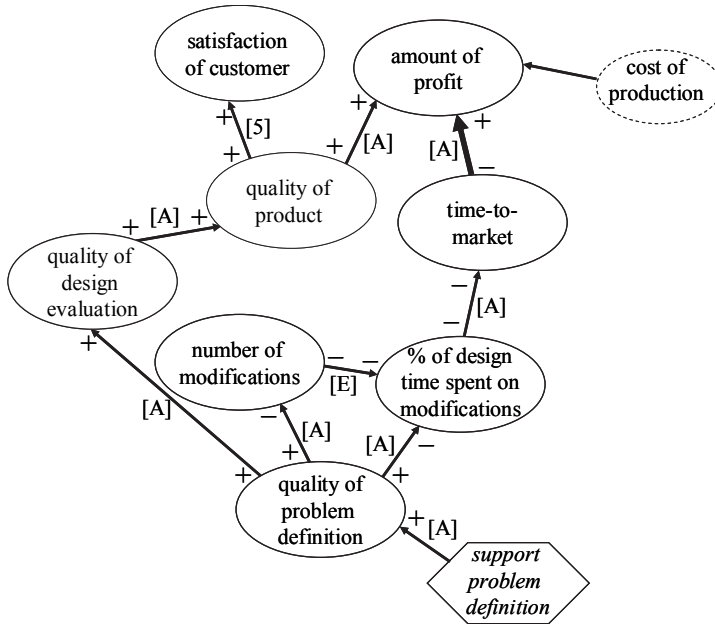 satisfaction
of customer
amount of
profit
cost of
production
+
+
[5]
+
+
[A]
+
+
[A]
−
quality of
product
time-to-
market
+
[A]
+
quality of
design
evaluation
−
[A]
−
+
number of
modifications
−
−
[E]
% of design
time spent on
modifications
[A]
−
[A]
+
[A]
−
+
+
quality of
problem
definition
+
[A]
support
problem
definition